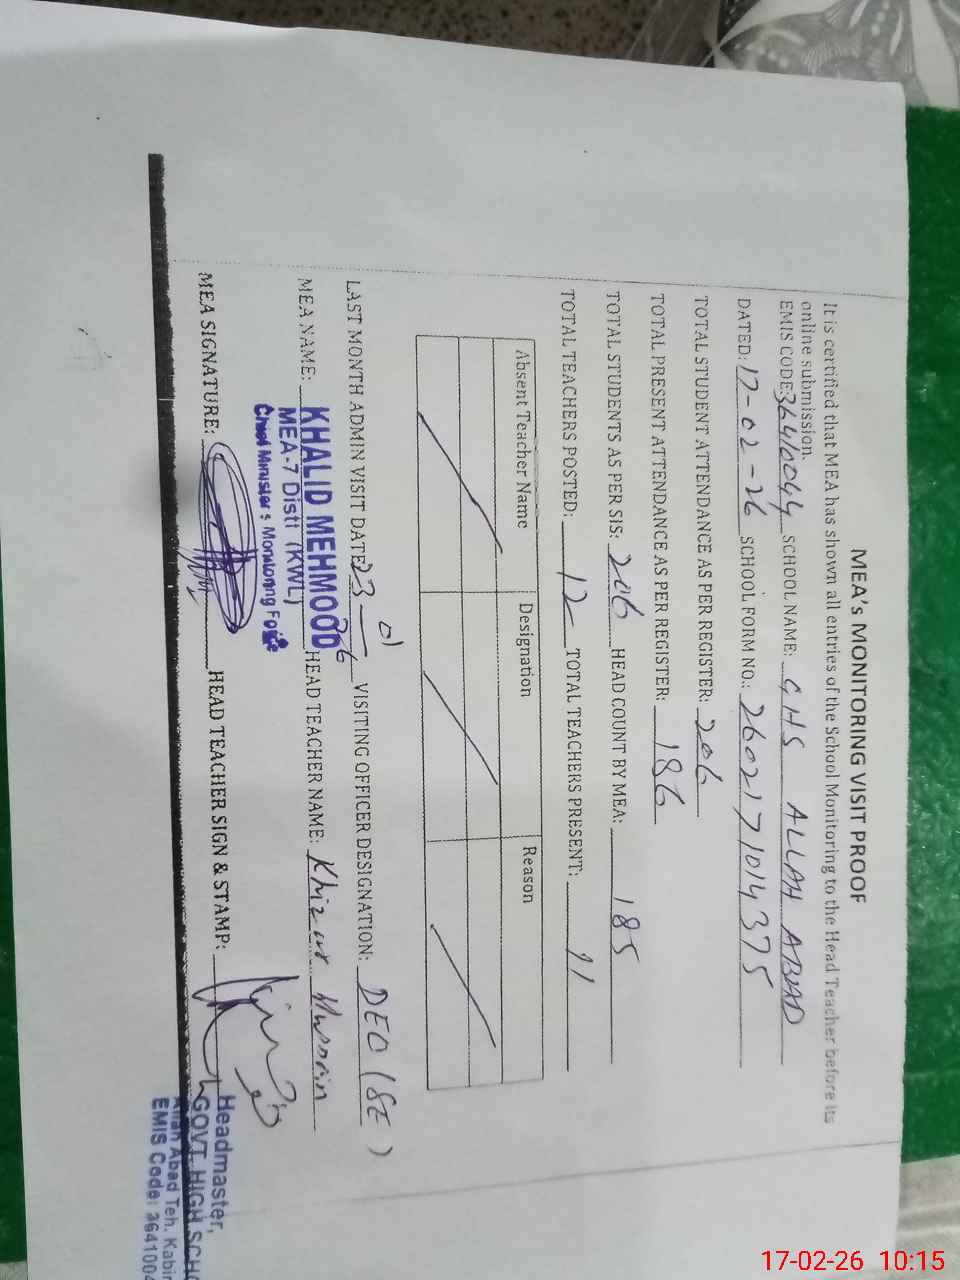 MEA's MONITORING VISIT PROOF
It is certified that MEA has shown all entries of the School Monitoring to the Head Teacher before its
online submission.
EMIS CODE: 36410044 SCHOOL NAME: GHS ALLAH ABAD
DATED: 17-02-26 SCHOOL FORM NO.: 2602171014375
TOTAL STUDENT ATTENDANCE AS PER REGISTER: 206
TOTAL PRESENT ATTENDANCE AS PER REGISTER: 186
TOTAL STUDENTS AS PER SIS: 206 HEAD COUNT BY MEA: 185
TOTAL TEACHERS POSTED: 12 TOTAL TEACHERS PRESENT: 11
Absent Teacher Name Designation Reason
LAST MONTH ADMIN VISIT DATE: 23-01-26 VISITING OFFICER DESIGNATION: DEO (SE)
MEA NAME: KHALID MEHMOOD HEAD TEACHER NAME: Khizar Hussain
MEA-7 Distt (KWL)
Chief Minister's Monitoring Force
MEA SIGNATURE: HEAD TEACHER SIGN & STAMP:
Headmaster,
GOVT. HIGH SCHO
Allah Abad Teh. Kabir
EMIS Code: 3641004
17-02-26 10:15